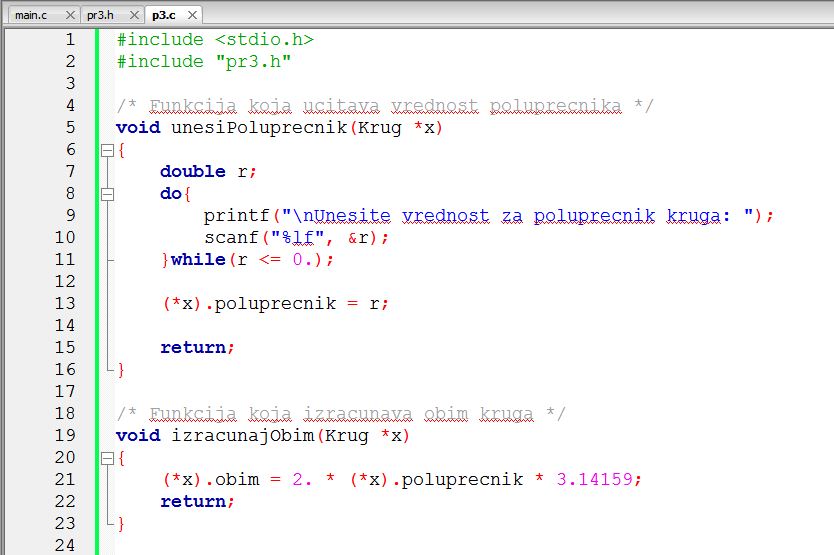 main.c pr3.h p3.c
1 #include <stdio.h>
2 #include "pr3.h"
3
4 /* Funkcija koja ucitava vrednost poluprecnika */
5 void unesiPoluprecnik(Krug *x)
6 {
7 double r;
8 do{
9 printf("\nUnesite vrednost za poluprecnik kruga: ");
10 scanf("%lf", &r);
11 }while(r <= 0.);
12
13 (*x).poluprecnik = r;
14
15 return;
16 }
17
18 /* Funkcija koja izracunava obim kruga */
19 void izracunajObim(Krug *x)
20 {
21 (*x).obim = 2. * (*x).poluprecnik * 3.14159;
22 return;
23 }
24